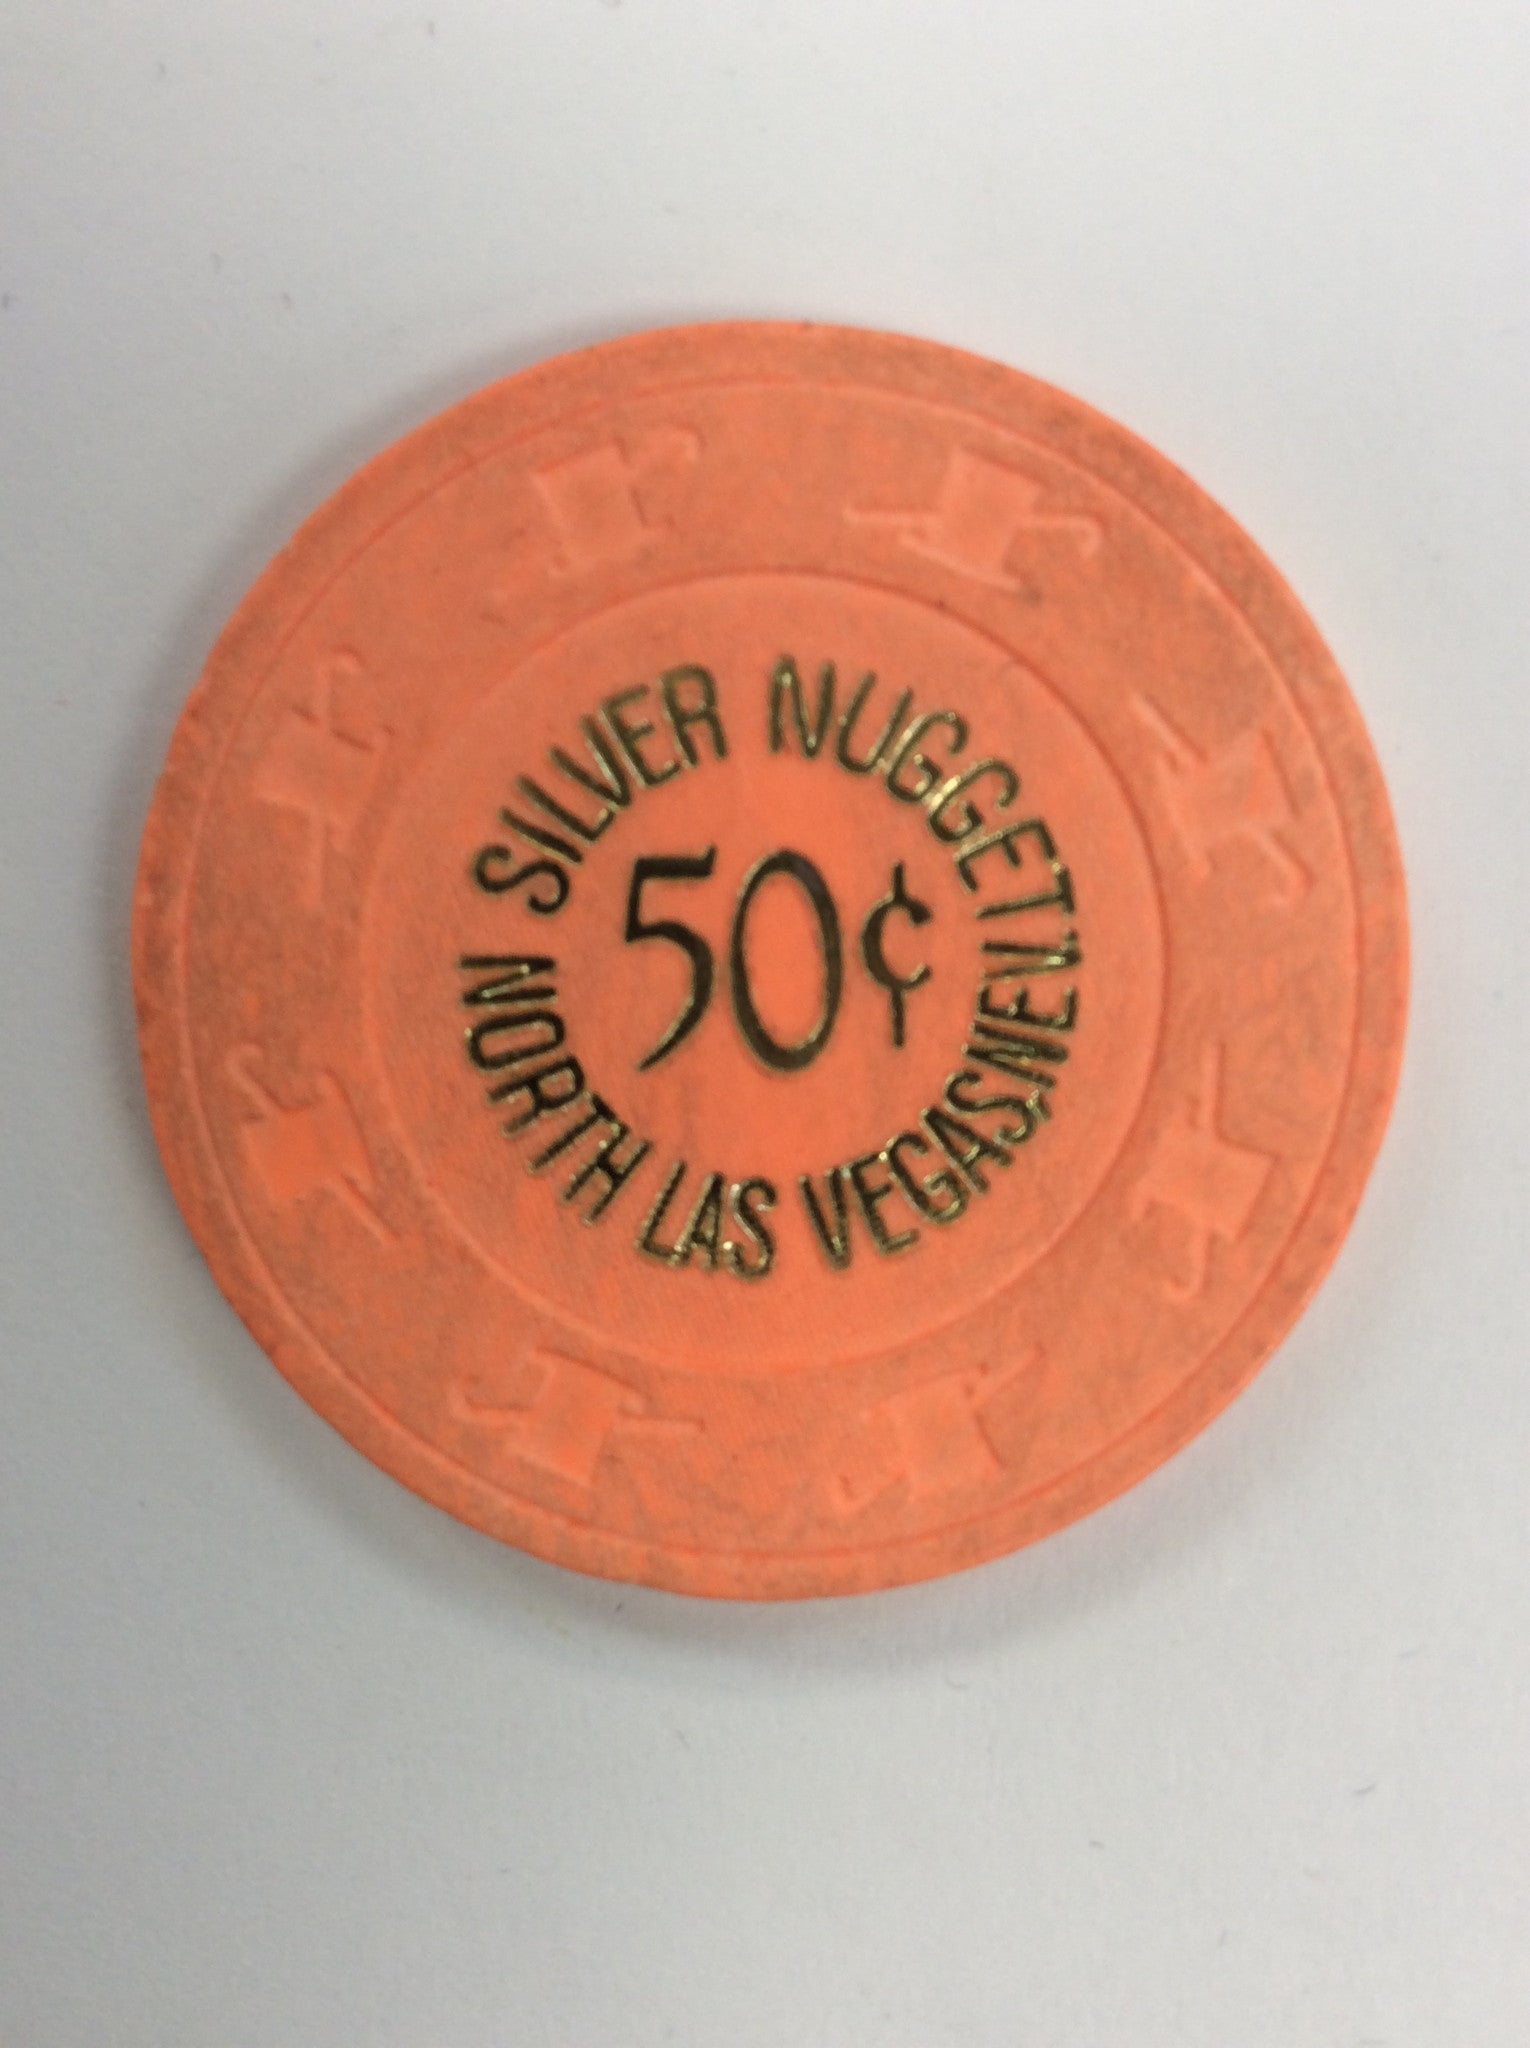 SILVER NUGGET
50¢
NORTH LAS VEGAS, NEV.